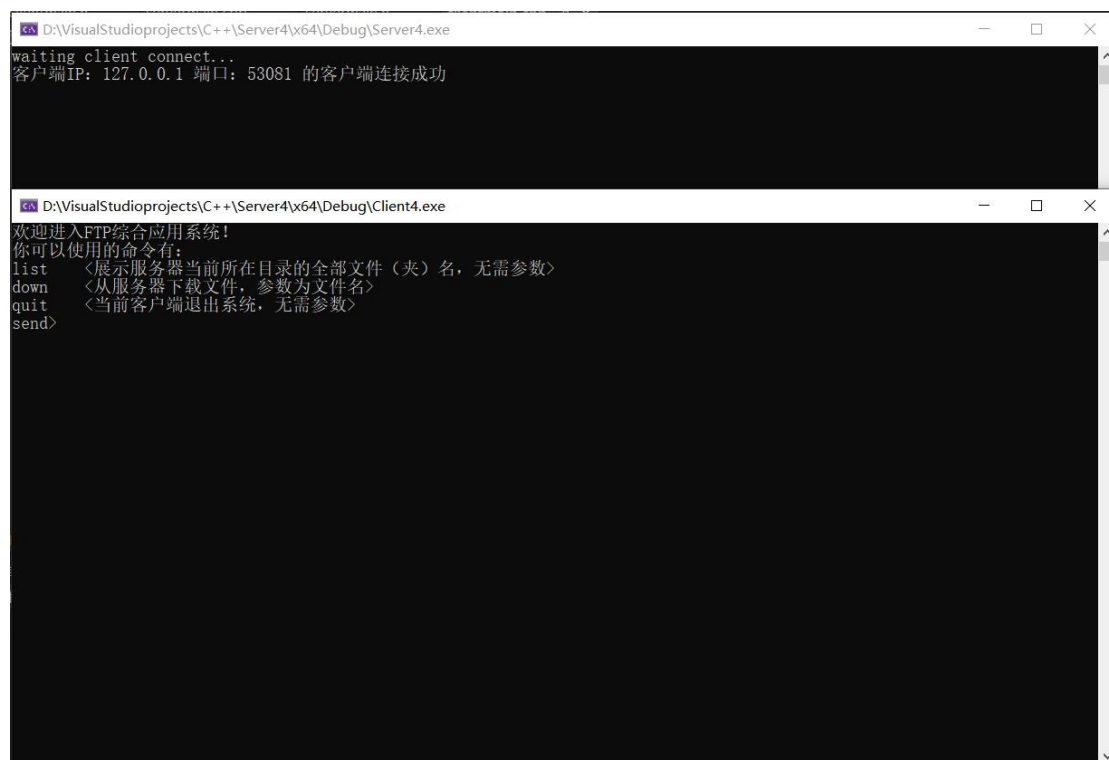 D:\VisualStudioprojects\C++\Server4\x64\Debug\Server4.exe
waiting client connect...
客户端IP: 127.0.0.1 端口: 53081 的客户端连接成功
D:\VisualStudioprojects\C++\Server4\x64\Debug\Client4.exe
欢迎进入FTP综合应用系统!
你可以使用的命令有:
list <展示服务器当前所在目录的全部文件（夹）名，无需参数>
down <从服务器下载文件，参数为文件名>
quit <当前客户端退出系统，无需参数>
send>